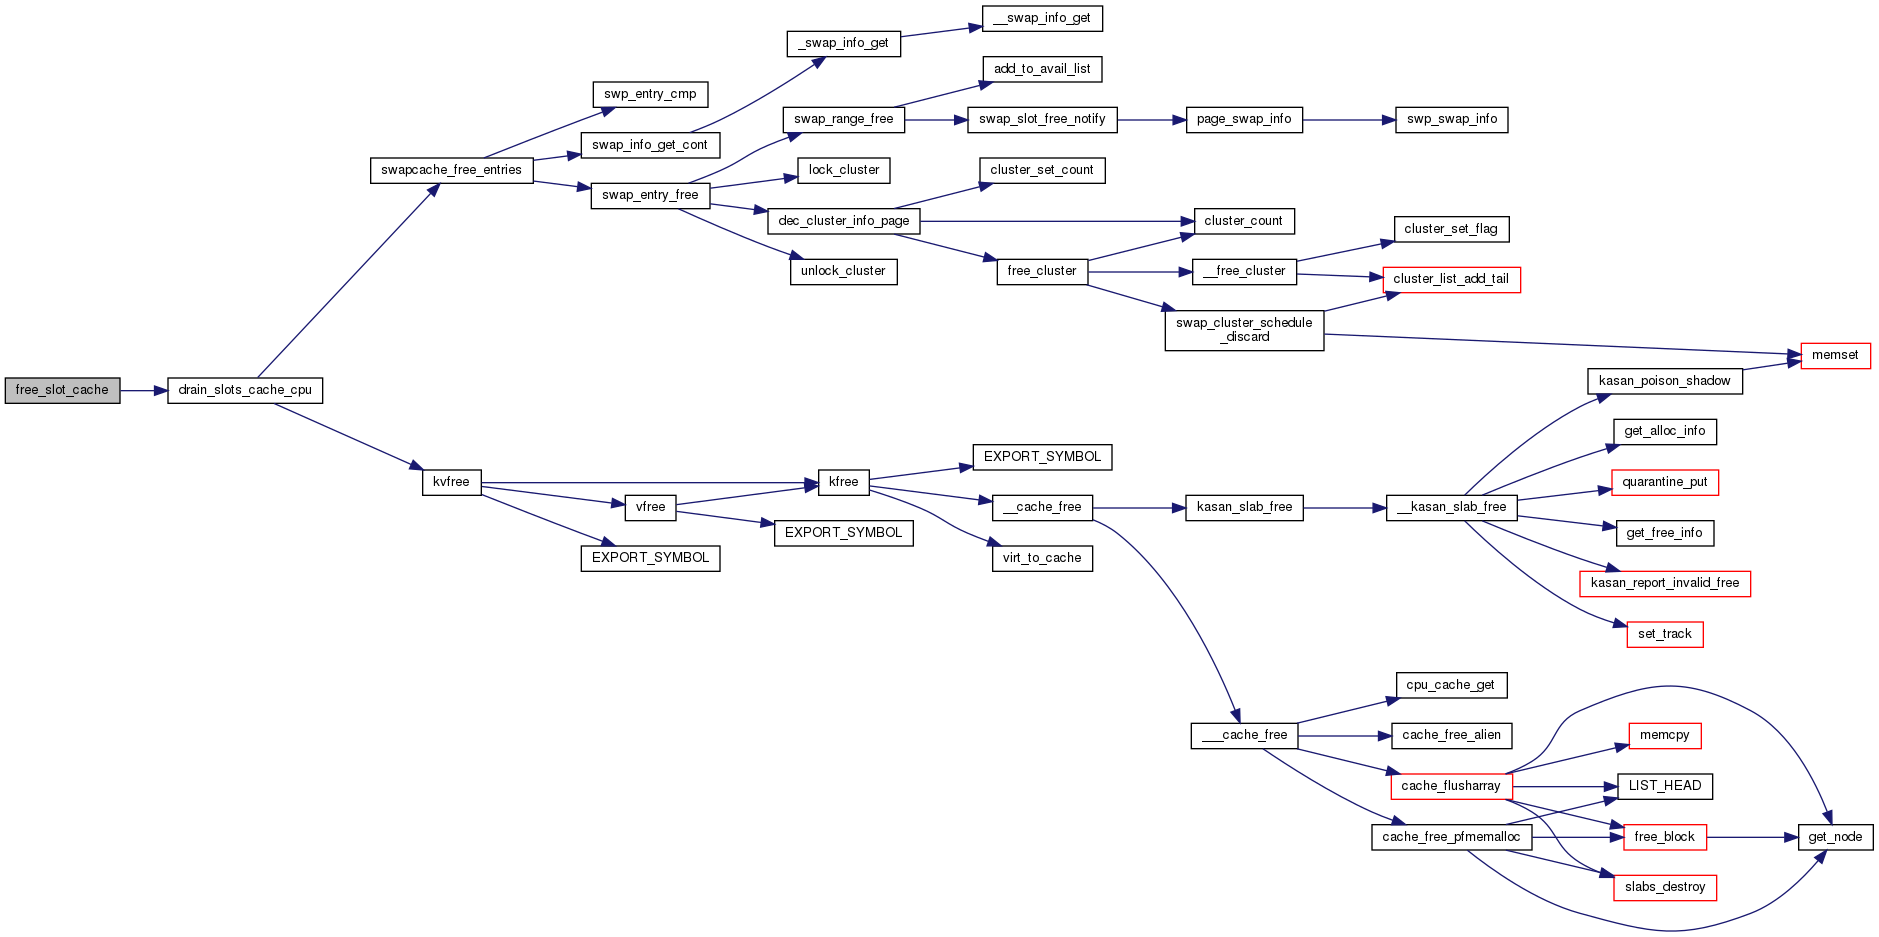 __swap_info_get
_swap_info_get
add_to_avail_list
swp_entry_cmp
swap_range_free
swap_slot_free_notify
page_swap_info
swp_swap_info
swap_info_get_cont
swapcache_free_entries
lock_cluster
cluster_set_count
swap_entry_free
dec_cluster_info_page
cluster_count
cluster_set_flag
unlock_cluster
free_cluster
__free_cluster
cluster_list_add_tail
swap_cluster_schedule
_discard
memset
free_slot_cache
drain_slots_cache_cpu
kasan_poison_shadow
get_alloc_info
EXPORT_SYMBOL
kvfree
kfree
quarantine_put
vfree
__cache_free
kasan_slab_free
__kasan_slab_free
EXPORT_SYMBOL
get_free_info
EXPORT_SYMBOL
virt_to_cache
kasan_report_invalid_free
set_track
cpu_cache_get
___cache_free
cache_free_alien
memcpy
cache_flusharray
LIST_HEAD
cache_free_pfmemalloc
free_block
get_node
slabs_destroy